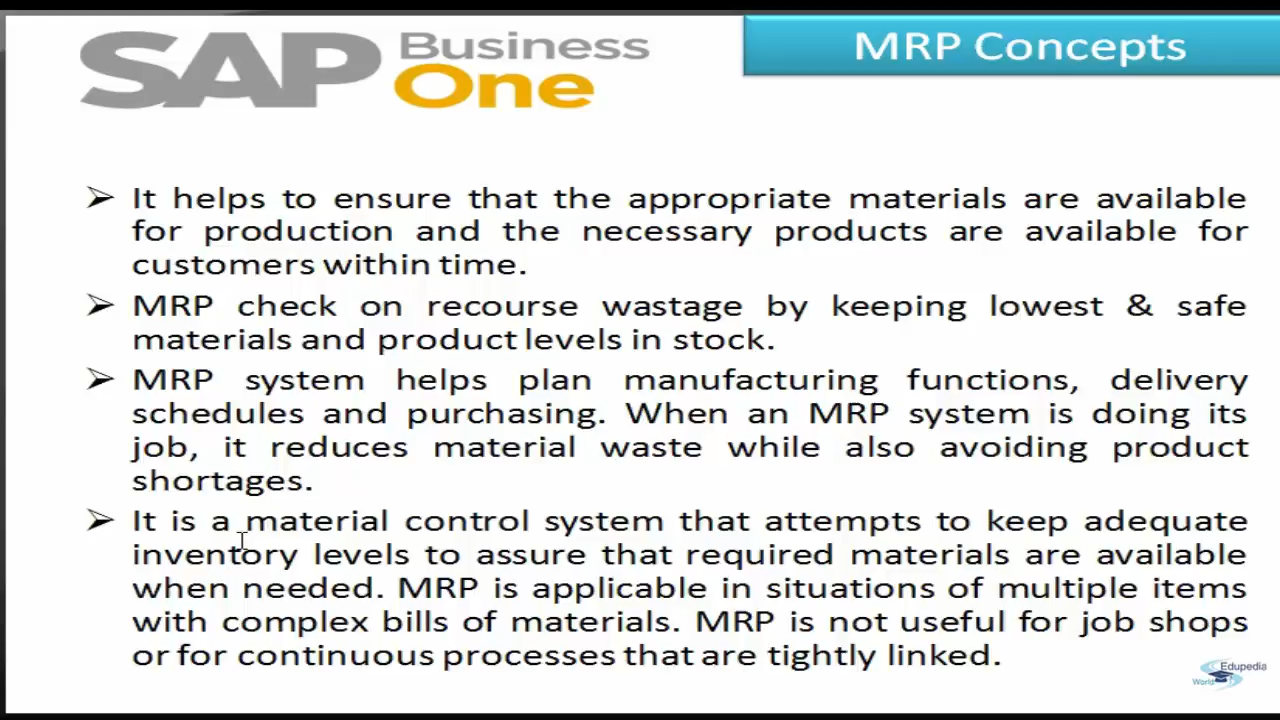 SAP Business One
MRP Concepts
It helps to ensure that the appropriate materials are available
for production and the necessary products are available for
customers within time.
MRP check on recourse wastage by keeping lowest & safe
materials and product levels in stock.
MRP system helps plan manufacturing functions, delivery
schedules and purchasing. When an MRP system is doing its
job, it reduces material waste while also avoiding product
shortages.
It is a material control system that attempts to keep adequate
inventory levels to assure that required materials are available
when needed. MRP is applicable in situations of multiple items
with complex bills of materials. MRP is not useful for job shops
or for continuous processes that are tightly linked.
Edupedia
World